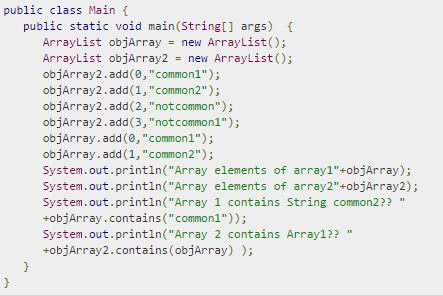 public class Main {
public static void main(String[] args)  {
ArrayList objArray = new ArrayList();
ArrayList objArray2 = new ArrayList();
objArray2.add(0,"common1");
objArray2.add(1,"common2");
objArray2.add(2,"notcommon");
objArray2.add(3,"notcommon1");
objArray.add(0,"common1");
objArray.add(1,"common2");
System.out.println("Array elements of array1"+objArray);
System.out.println("Array elements of array2"+objArray2);
System.out.println("Array 1 contains String common2?? "
+objArray.contains("common1"));
System.out.println("Array 2 contains Array1?? "
+objArray2.contains(objArray) );
}
}